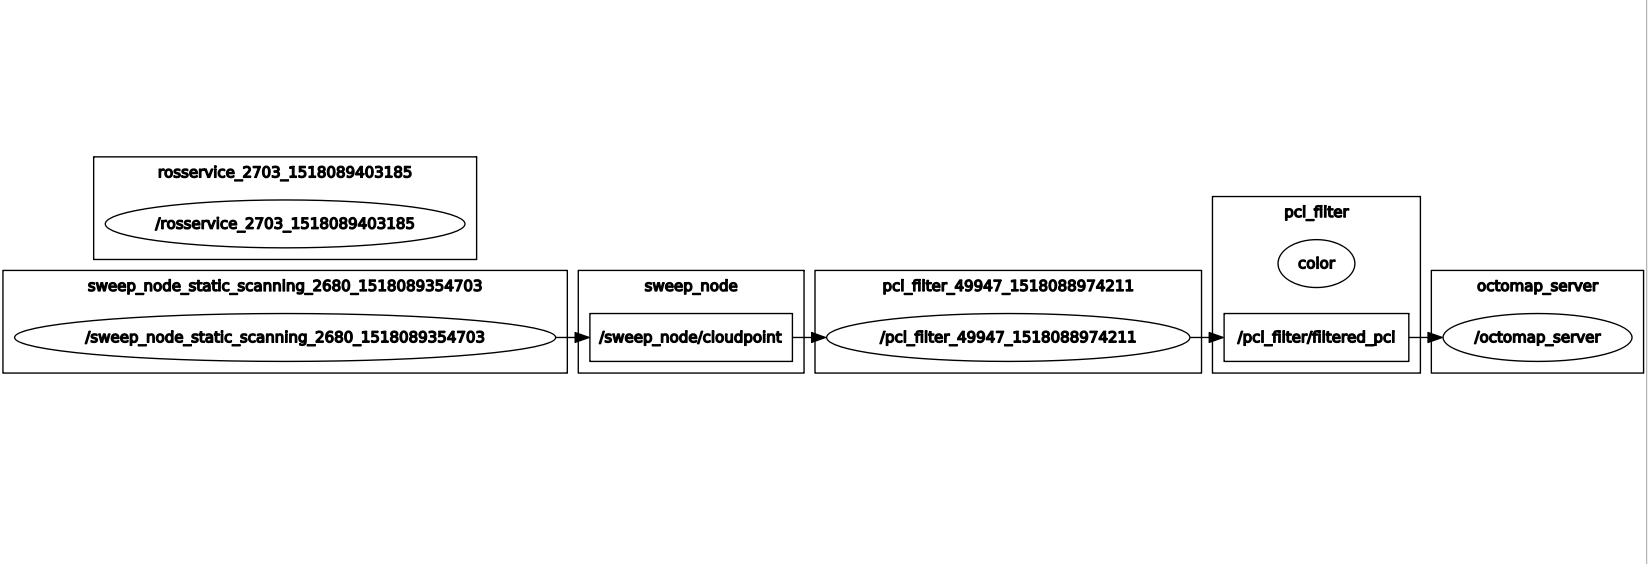 rosservice_2703_1518089403185
/rosservice_2703_1518089403185
sweep_node_static_scanning_2680_1518089354703
/sweep_node_static_scanning_2680_1518089354703
sweep_node
/sweep_node/cloudpoint
pcl_filter_49947_1518088974211
/pcl_filter_49947_1518088974211
pcl_filter
color
/pcl_filter/filtered_pcl
octomap_server
/octomap_server